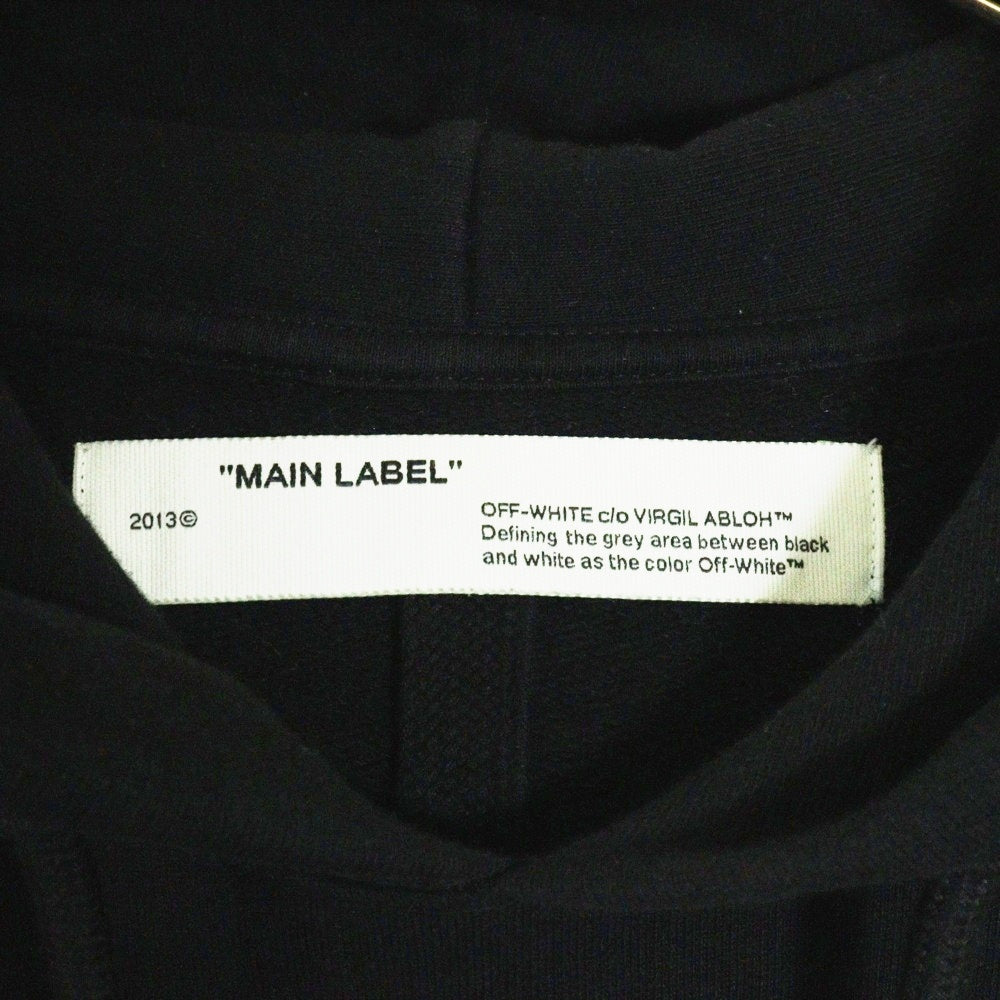 "MAIN LABEL"
2013©
OFF-WHITE c/o VIRGIL ABLOH™
Defining the grey area between black
and white as the color Off-White™